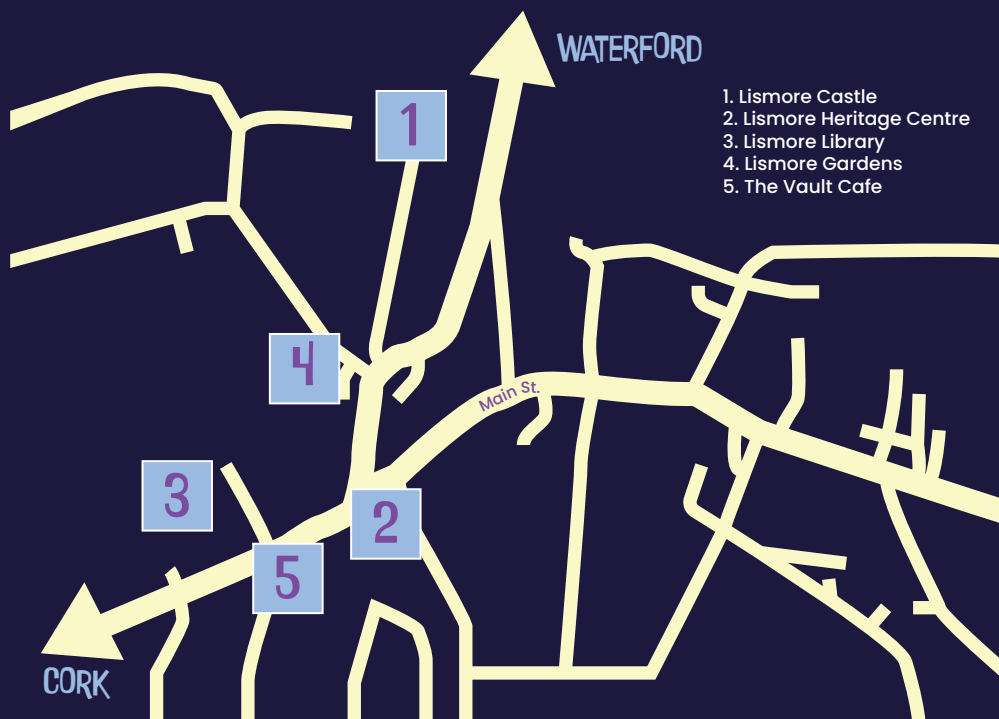 WATERFORD
1. Lismore Castle
2. Lismore Heritage Centre
3. Lismore Library
4. Lismore Gardens
5. The Vault Cafe
1
4
Main St.
3
2
5
CORK